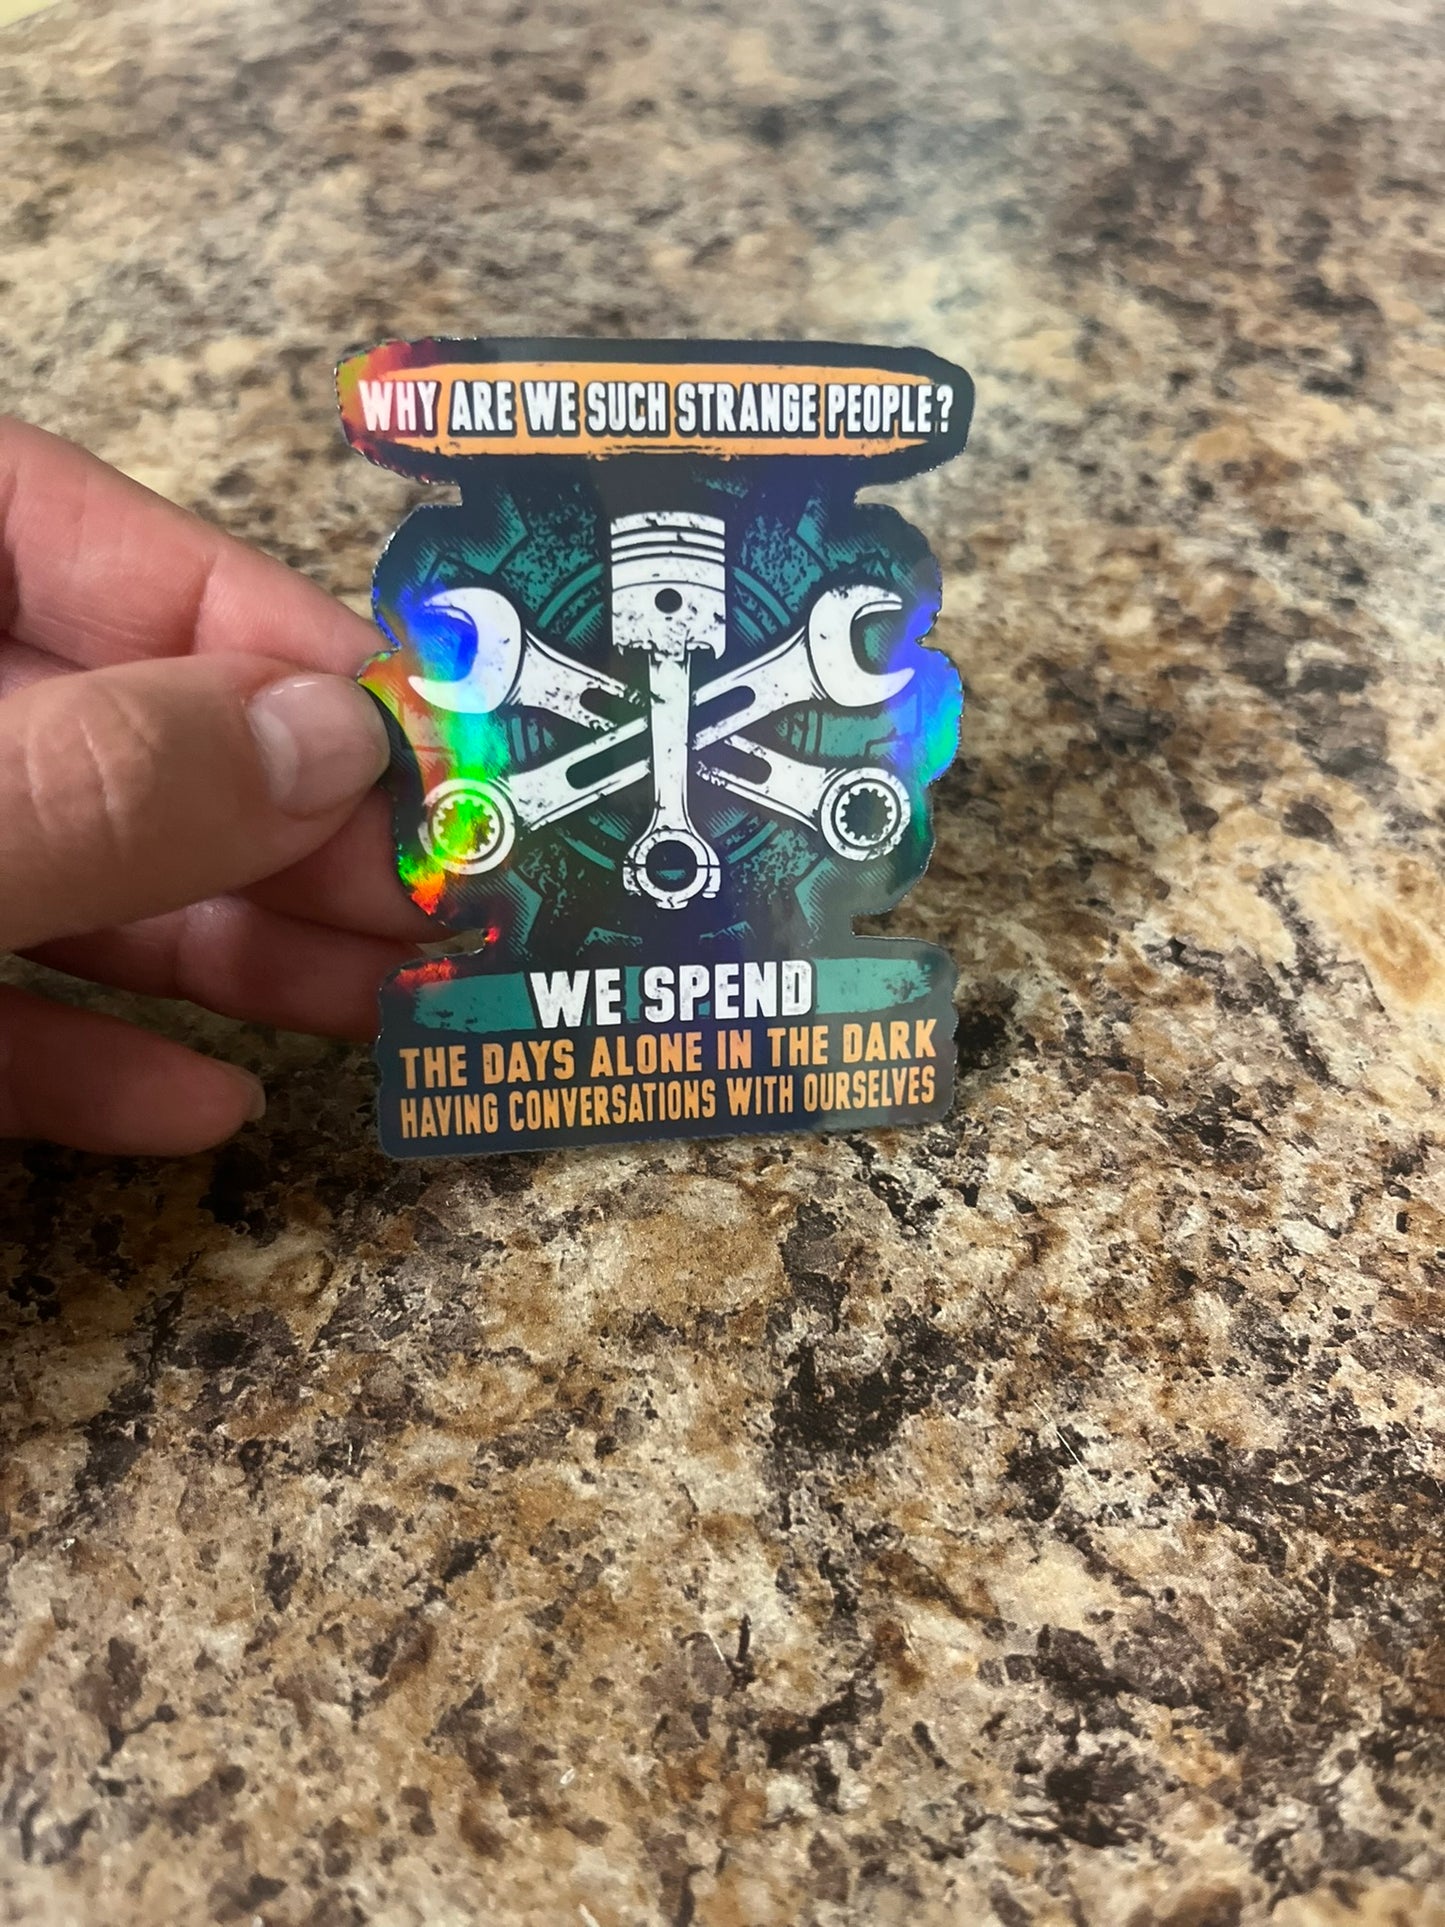 WHY ARE WE SUCH STRANGE PEOPLE?
WE SPEND
THE DAYS ALONE IN THE DARK
HAVING CONVERSATIONS WITH OURSELVES